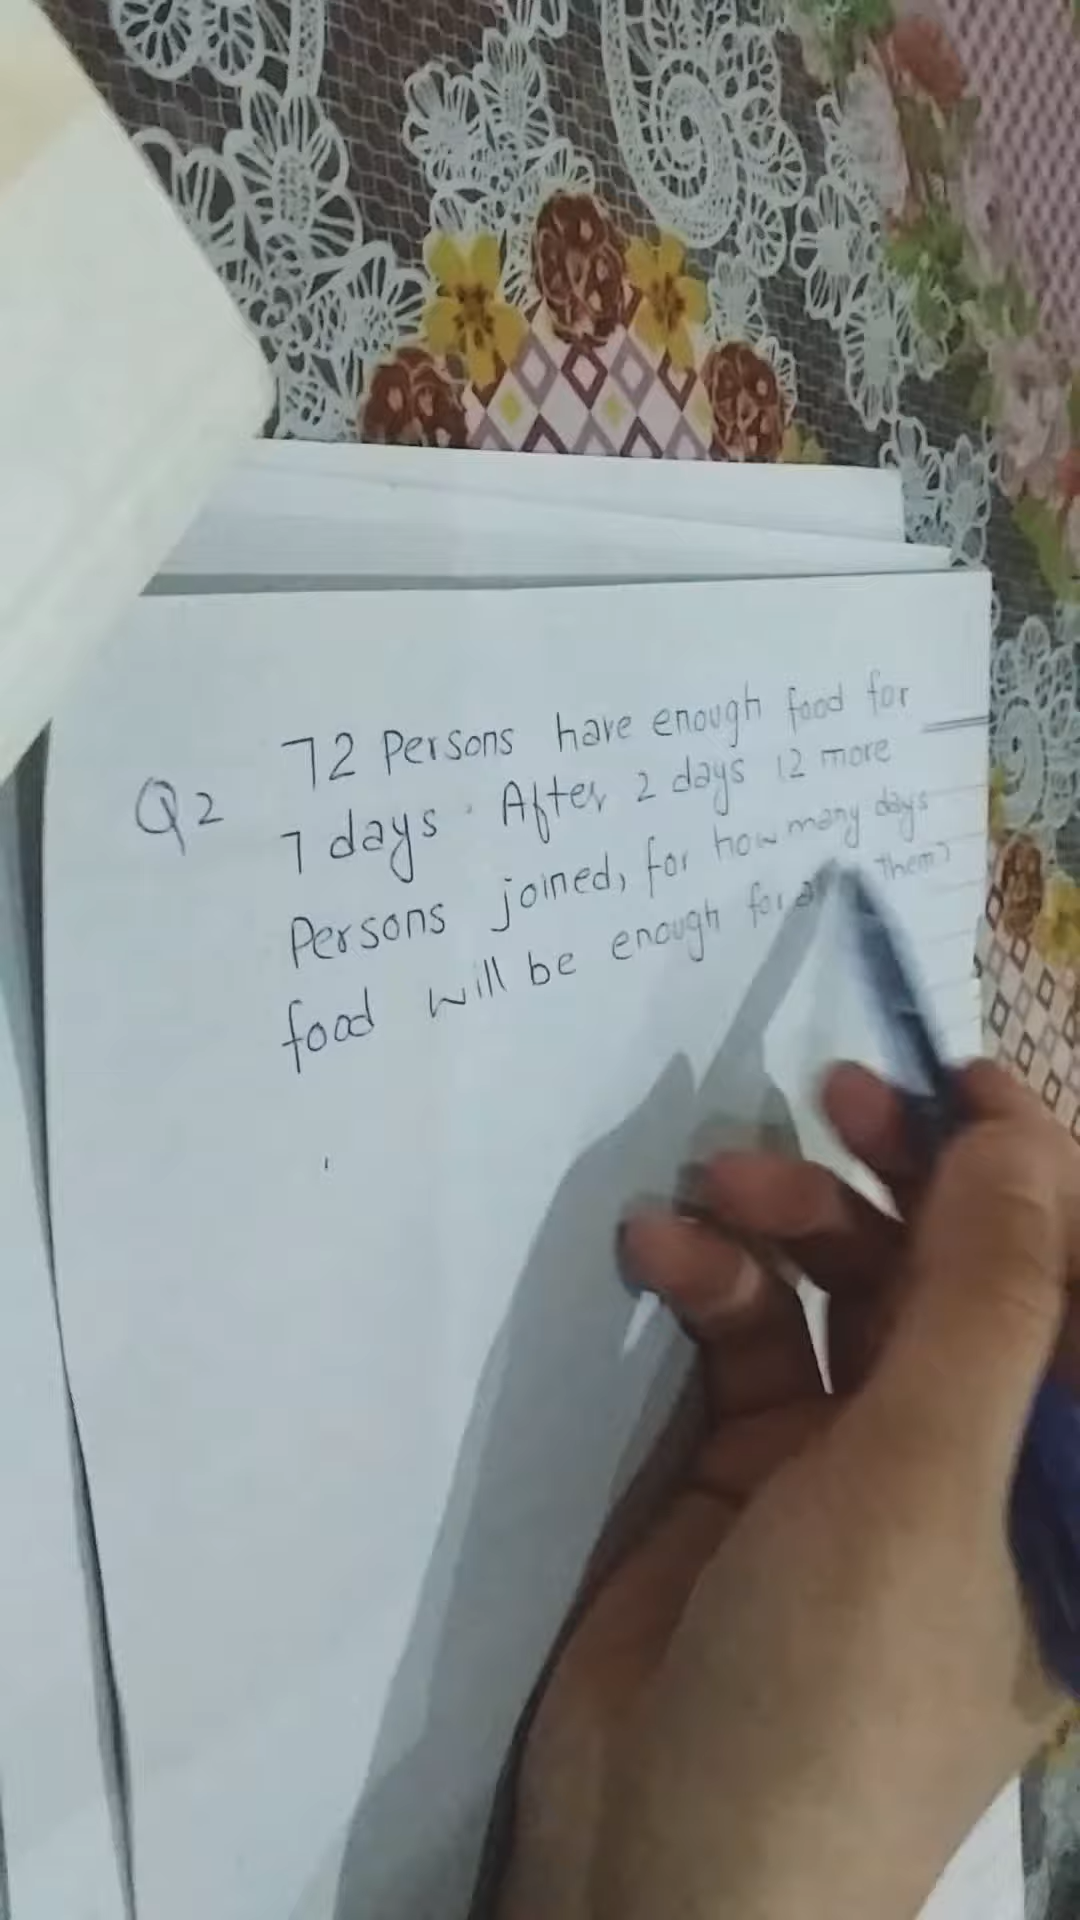 Q2 72 Persons have enough food for
7 days. After 2 days 12 more
Persons joined, for how many days
food will be enough for them?